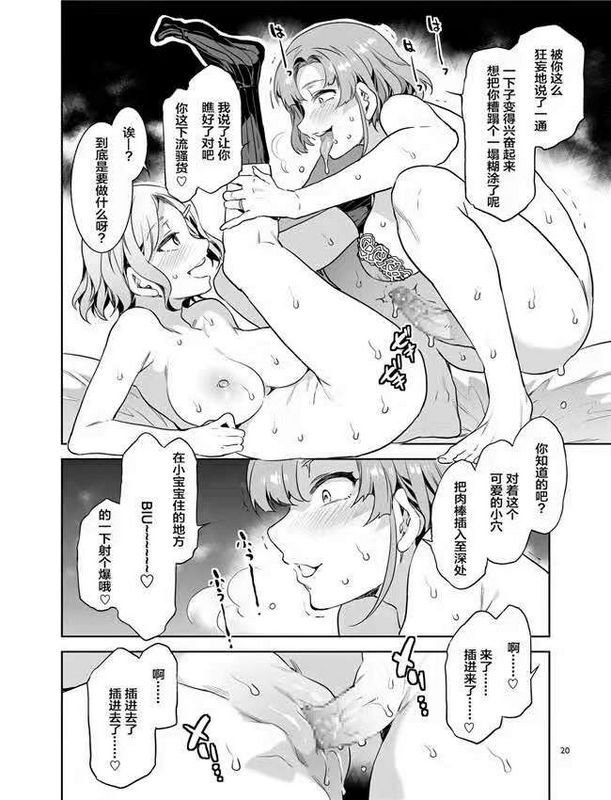 被你这么
狂妄地说了一通
一下子变得兴奋起来
想把你糟蹋个一塌糊涂了呢
我说了让你
瞧好了对吧
你这下流骚货♡
诶ー?
到底是要做什么呀?
你知道的吧?
对着这个
可爱的小穴
把肉棒插入至深处
在小宝宝住的地方
BIU~~~~~♡
的一下射个爆哦♡
啊……
……♡
来了…
插进来了…♡
啊……
插进去了
插进去了…♡
20